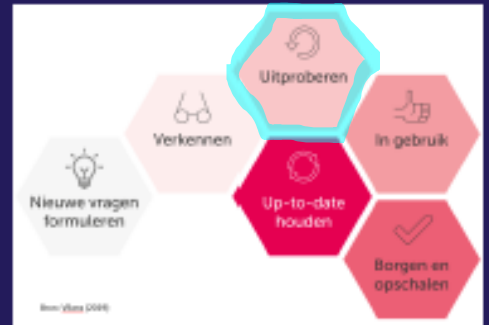 Uitproberen
Verkennen
In gebruik
Nieuwe vragen
formuleren
Up-to-date
houden
Borgen en
opschalen